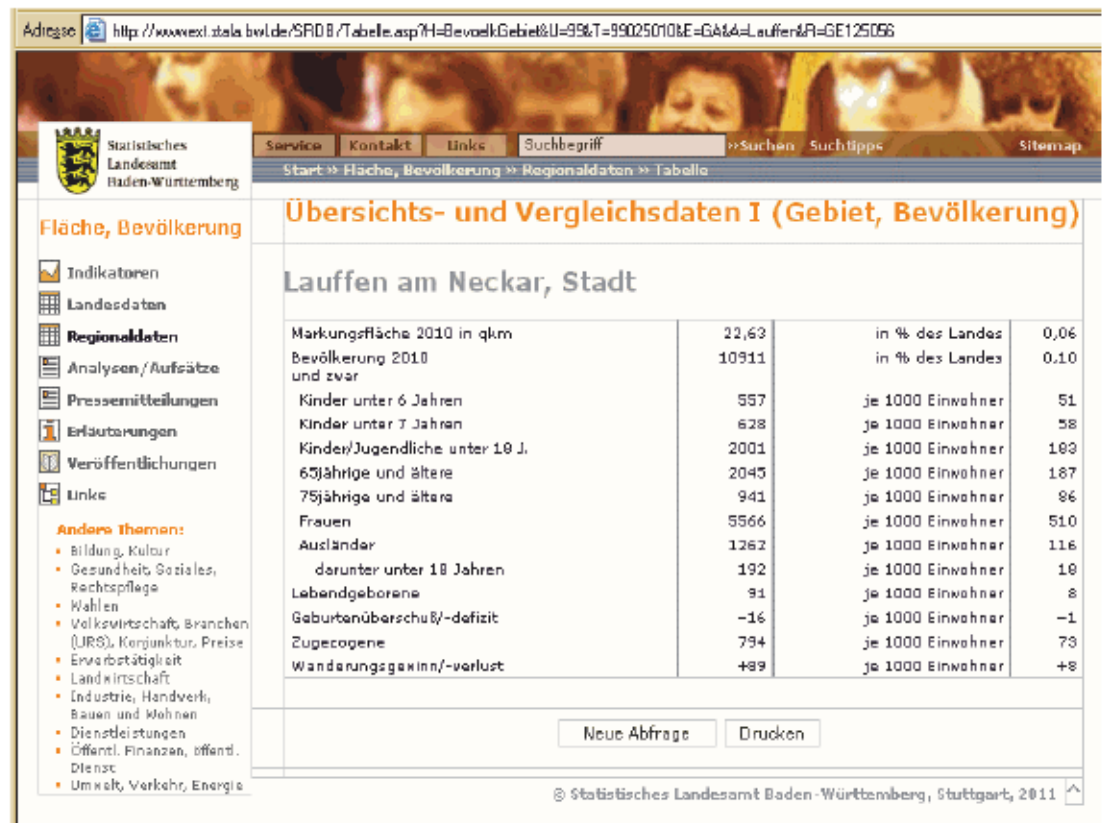 Adresse http://www.ext.stala.bwl.de/SRDB/Tabelle.asp?H=BevoelkGebiet&U=99&T=99025010&E=GA&A=Lauffen&R=GE125056
Statistisches
Landesamt
Baden-Württemberg
Service Kontakt Links Suchbegriff »Suchen Suchtipps Sitemap
Start » Fläche, Bevölkerung » Regionaldaten » Tabelle
Fläche, Bevölkerung
Indikatoren
Landesdaten
Regionaldaten
Analysen/Aufsätze
Pressemitteilungen
Erläuterungen
Veröffentlichungen
Links
Andere Themen:
Bildung, Kultur
Gesundheit, Soziales,
Rechtspflege
Wahlen
Volkswirtschaft, Branchen
(URS), Konjunktur, Preise
Erwerbstätigkeit
Landwirtschaft
Industrie, Handwerk,
Bauen und Wohnen
Dienstleistungen
Öffentl. Finanzen, öffentl.
Dienst
Umwelt, Verkehr, Energie
Übersichts- und Vergleichsdaten I (Gebiet, Bevölkerung)
Lauffen am Neckar, Stadt
Markungsfläche 2010 in qkm 22,63 in % des Landes 0,06
Bevölkerung 2010 10911 in % des Landes 0,10
und zwar
Kinder unter 6 Jahren 557 je 1000 Einwohner 51
Kinder unter 7 Jahren 628 je 1000 Einwohner 58
Kinder/Jugendliche unter 18 J. 2001 je 1000 Einwohner 183
65jährige und ältere 2045 je 1000 Einwohner 187
75jährige und ältere 941 je 1000 Einwohner 86
Frauen 5566 je 1000 Einwohner 510
Ausländer 1262 je 1000 Einwohner 116
darunter unter 18 Jahren 192 je 1000 Einwohner 18
Lebendgeborene 91 je 1000 Einwohner 8
Geburtenüberschuß/-defizit -16 je 1000 Einwohner -1
Zugezogene 794 je 1000 Einwohner 73
Wanderungsgewinn/-verlust +89 je 1000 Einwohner +8
Neue Abfrage Drucken
© Statistisches Landesamt Baden-Württemberg, Stuttgart, 2011